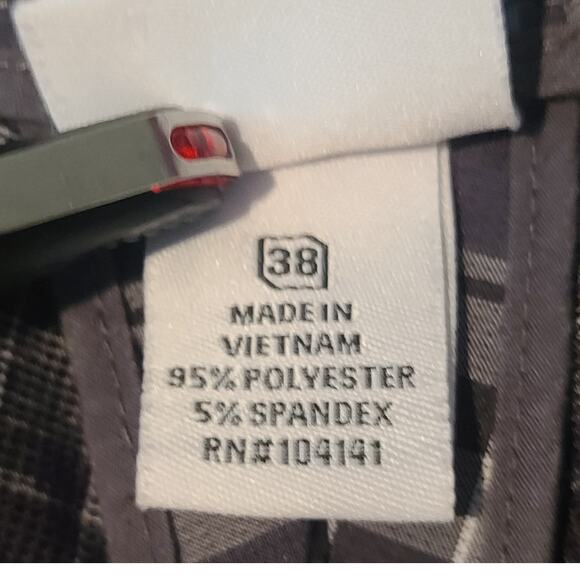 38
MADE IN
VIETNAM
95% POLYESTER
5% SPANDEX
RN#104141